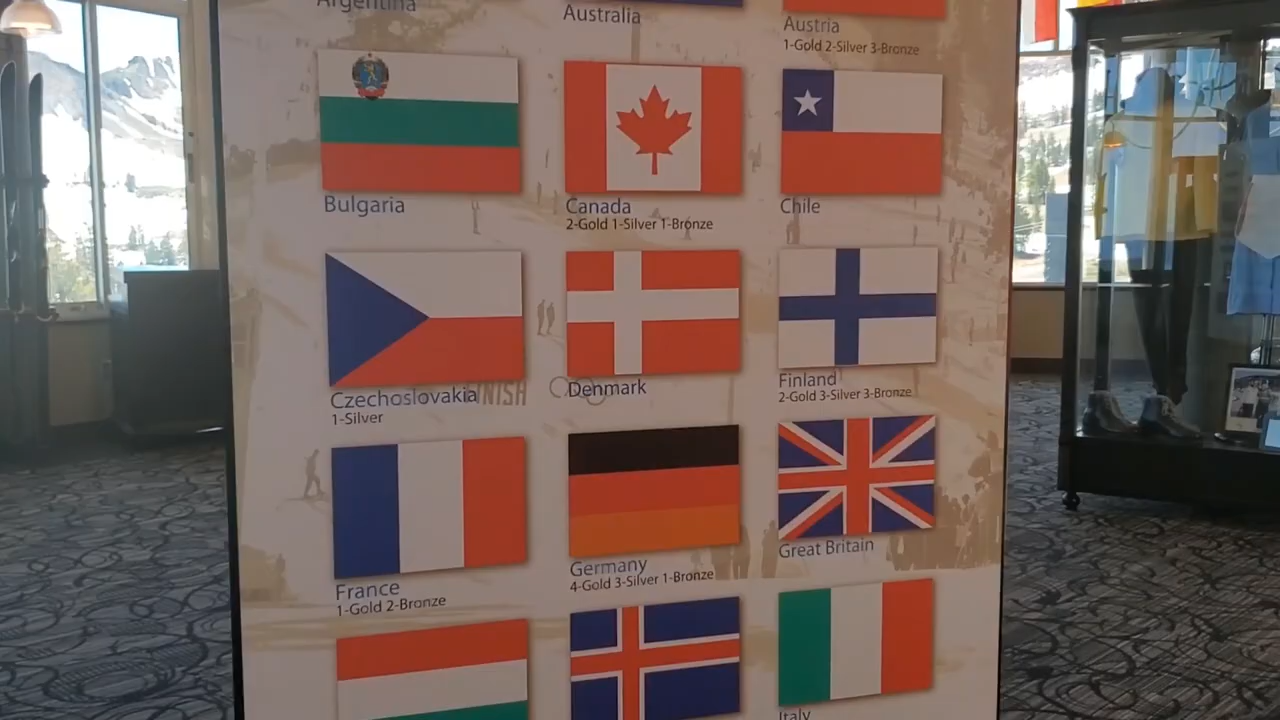 Argentina
Australia
Austria
1-Gold 2-Silver 3-Bronze
Bulgaria
Canada
2-Gold 1-Silver 1-Bronze
Chile
Czechoslovakia
1-Silver
FINISH
Denmark
Finland
2-Gold 3-Silver 3-Bronze
France
1-Gold 2-Bronze
Germany
4-Gold 3-Silver 1-Bronze
Great Britain
Italy